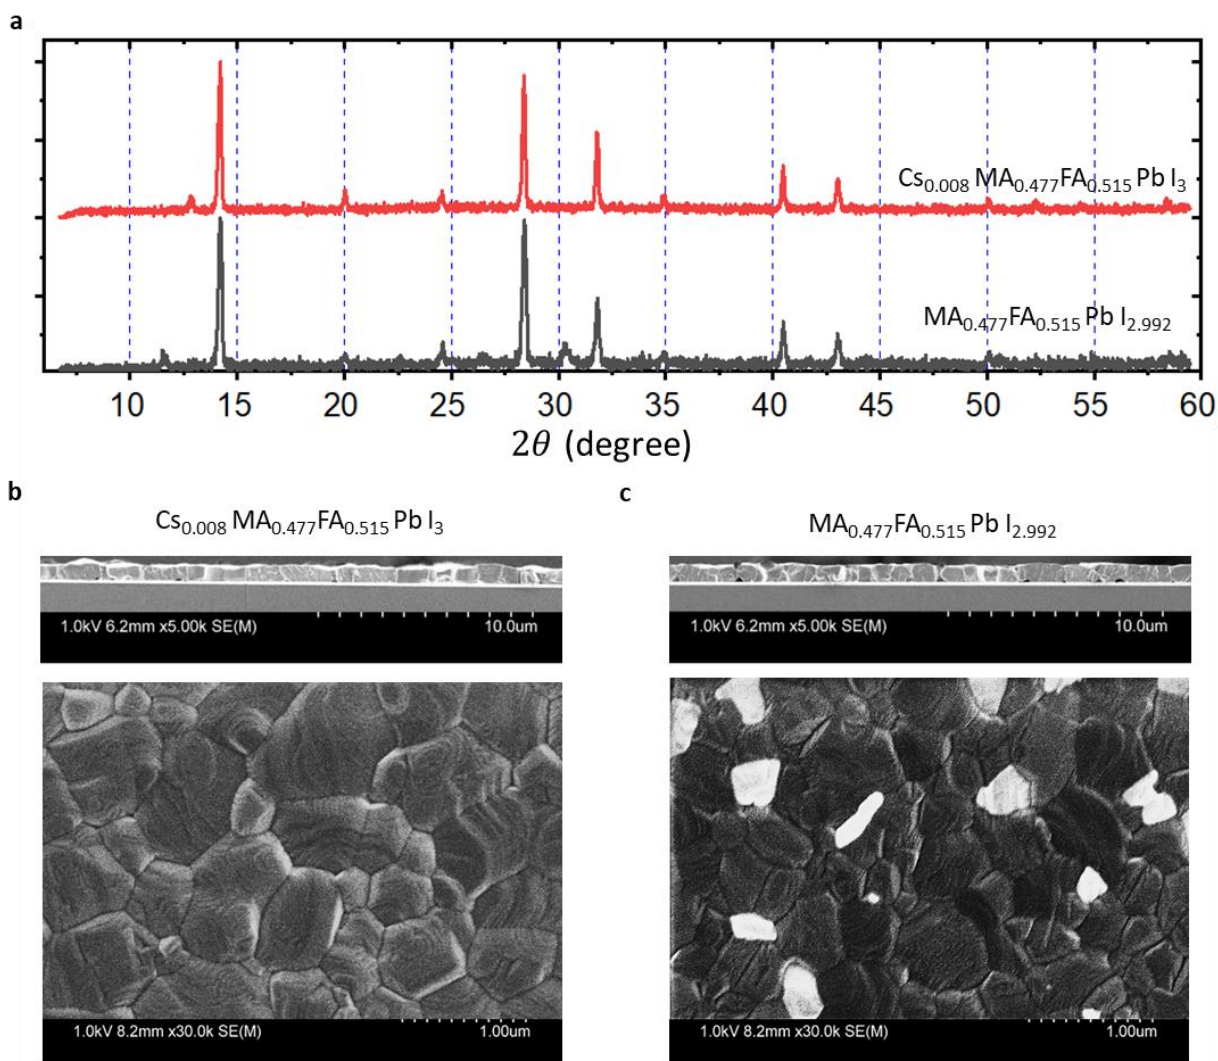 a
Cs₀.₀₀₈ MA₀.₄₇₇FA₀.₅₁₅ Pb I₃
MA₀.₄₇₇FA₀.₅₁₅ Pb I₂.₉₉₂
10 15 20 25 30 35 40 45 50 55 60
2θ (degree)
b
c
Cs₀.₀₀₈ MA₀.₄₇₇FA₀.₅₁₅ Pb I₃
MA₀.₄₇₇FA₀.₅₁₅ Pb I₂.₉₉₂
1.0kV 6.2mm x5.00k SE(M) 10.0um
1.0kV 6.2mm x5.00k SE(M) 10.0um
1.0kV 8.2mm x30.0k SE(M) 1.00um
1.0kV 8.2mm x30.0k SE(M) 1.00um